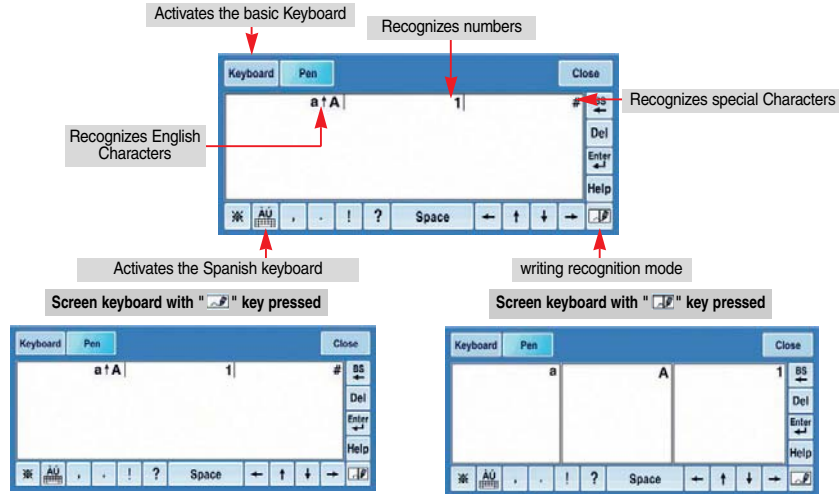 Activates the basic Keyboard
Recognizes numbers
Keyboard Pen Close
a↑A 1 # BS
←
Recognizes special Characters
Recognizes English
Characters
Del
Enter
↵
Help
※ ÀÚ , . ! ? Space ← ↑ ↓ →
Activates the Spanish keyboard
writing recognition mode
Screen keyboard with " " key pressed
Keyboard Pen Close
a↑A 1 # BS
←
Del
Enter
↵
Help
※ ÀÚ , . ! ? Space ← ↑ ↓ →
Screen keyboard with " " key pressed
Keyboard Pen Close
a A 1 BS
←
Del
Enter
↵
Help
※ ÀÚ , . ! ? Space ← ↑ ↓ →